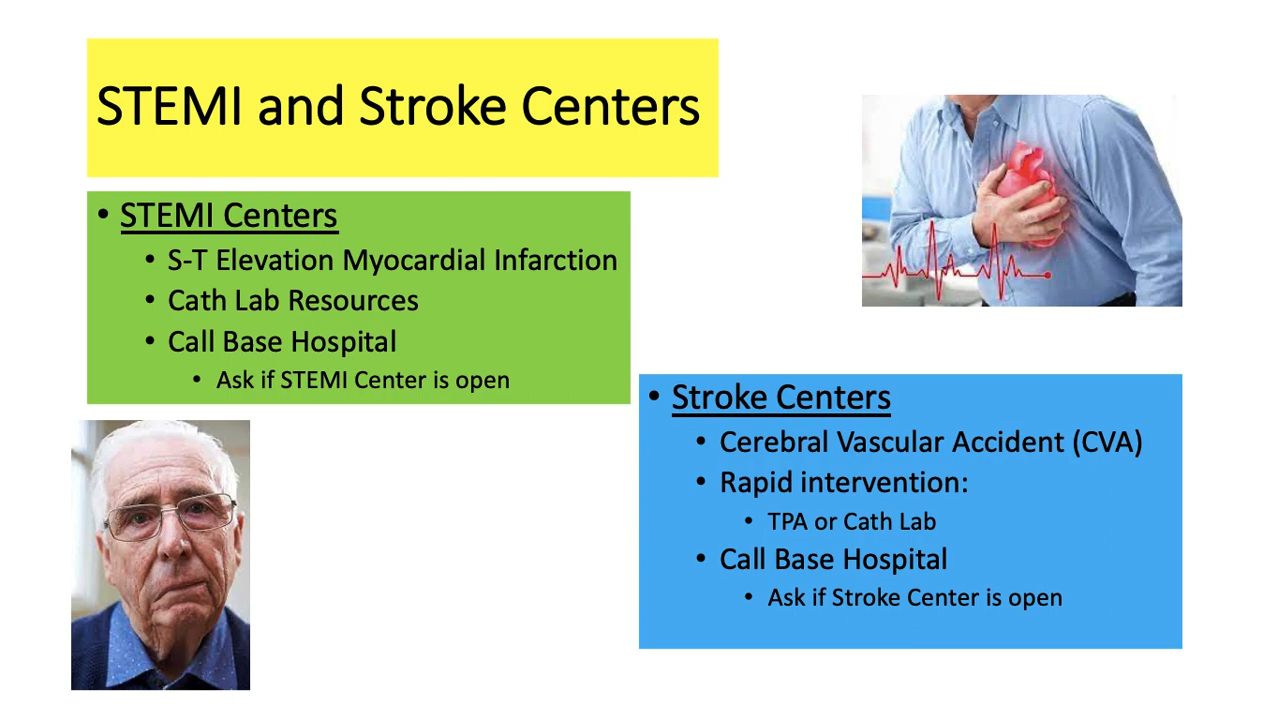 STEMI and Stroke Centers
• STEMI Centers
• S-T Elevation Myocardial Infarction
• Cath Lab Resources
• Call Base Hospital
• Ask if STEMI Center is open
• Stroke Centers
• Cerebral Vascular Accident (CVA)
• Rapid intervention:
• TPA or Cath Lab
• Call Base Hospital
• Ask if Stroke Center is open